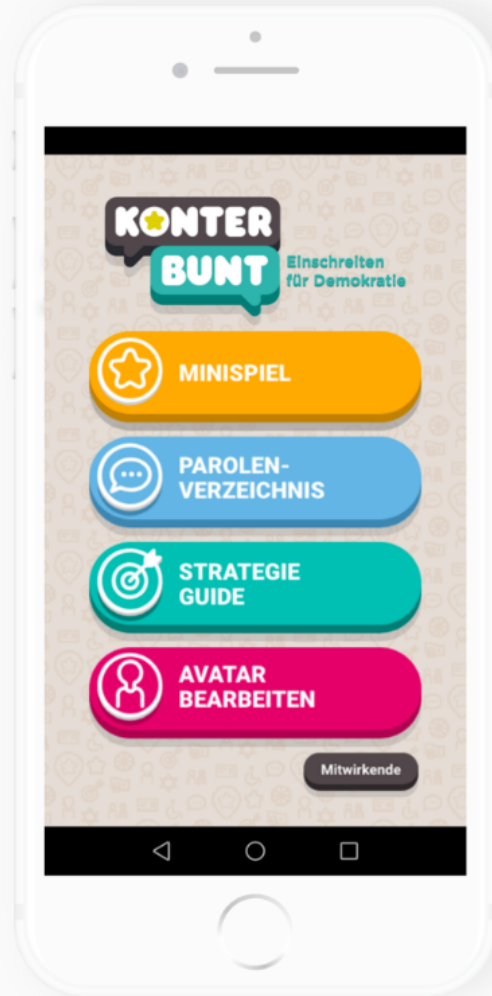 KONTER
BUNT
Einschreiten
für Demokratie
MINISPIEL
PAROLEN-
VERZEICHNIS
STRATEGIE
GUIDE
AVATAR
BEARBEITEN
Mitwirkende